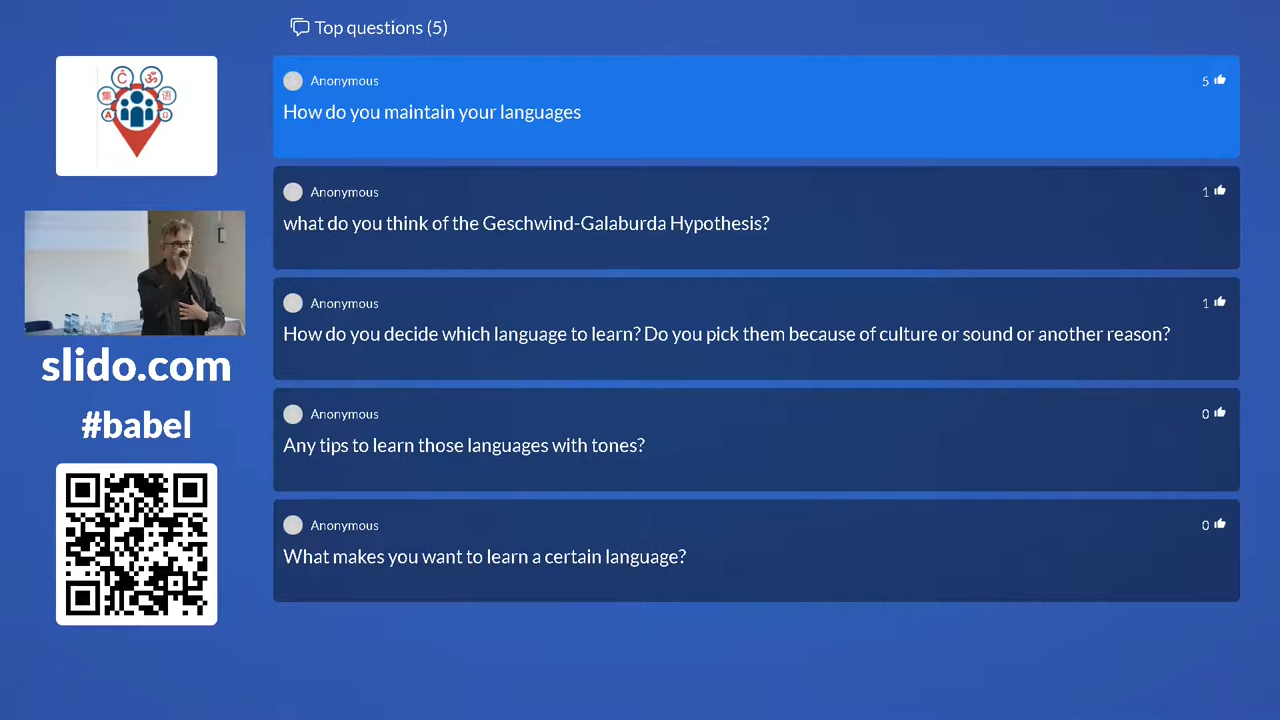 Top questions (5)
Anonymous
5
How do you maintain your languages
Anonymous
1
what do you think of the Geschwind-Galaburda Hypothesis?
Anonymous
1
How do you decide which language to learn? Do you pick them because of culture or sound or another reason?
Anonymous
0
Any tips to learn those languages with tones?
Anonymous
0
What makes you want to learn a certain language?
Ĉ ॐ
集 语
A Ω
slido.com
#babel